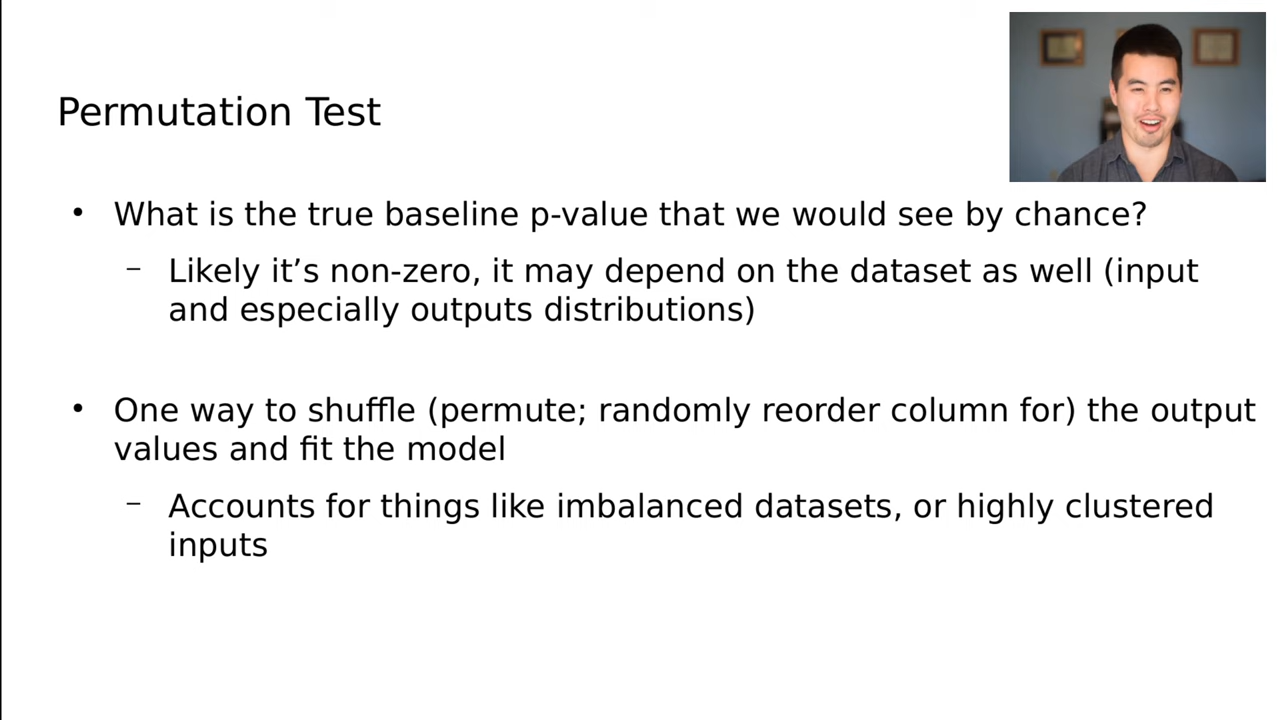 Permutation Test
• What is the true baseline p-value that we would see by chance?
– Likely it’s non-zero, it may depend on the dataset as well (input
and especially outputs distributions)
• One way to shuffle (permute; randomly reorder column for) the output
values and fit the model
– Accounts for things like imbalanced datasets, or highly clustered
inputs